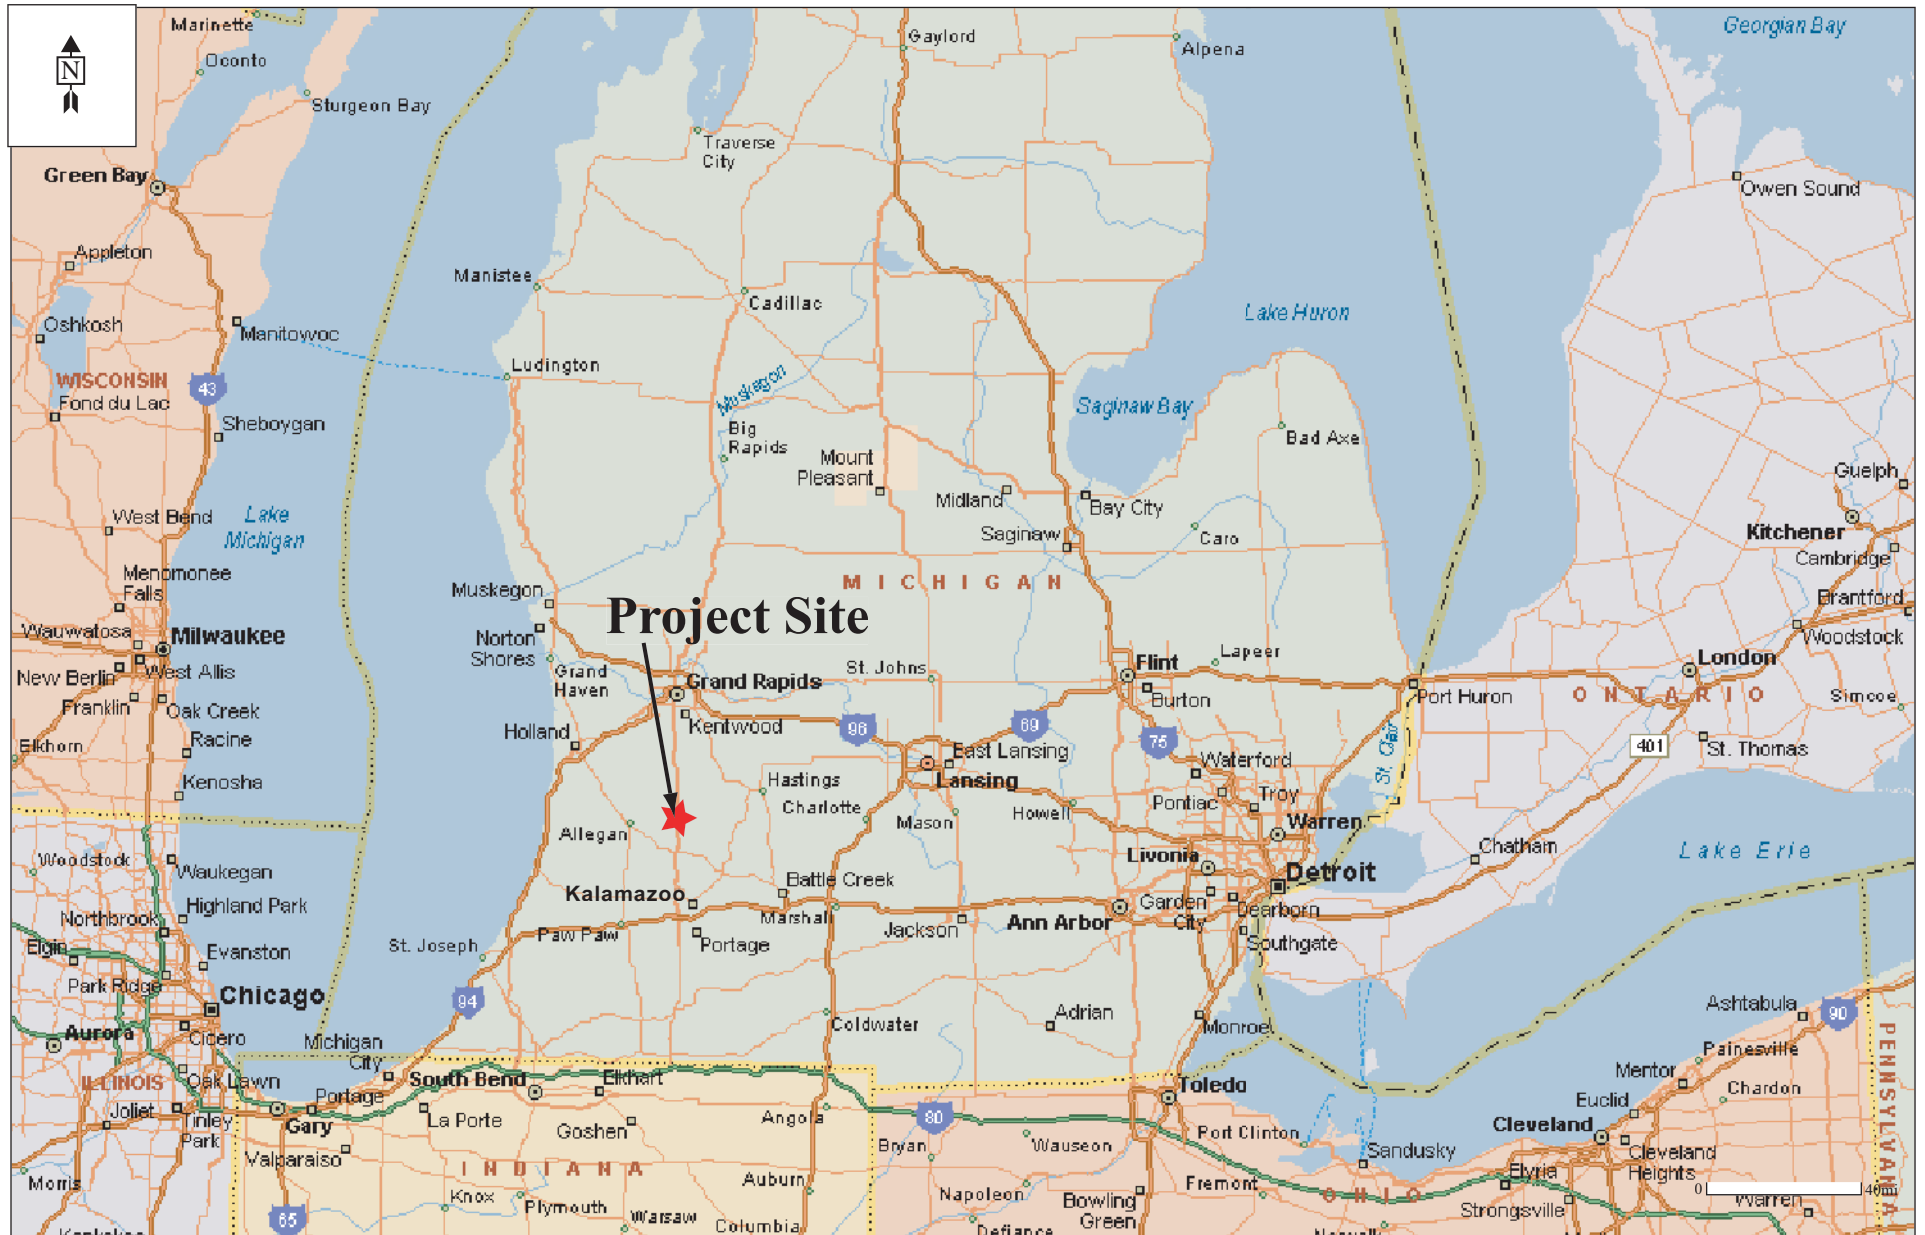 N
Marinette
Oconto
Sturgeon Bay
Gaylord
Alpena
Georgian Bay
Traverse
City
Green Bay
Owen Sound
Appleton
Manistee
Cadillac
Lake Huron
Oshkosh
Manitowoc
Ludington
WISCONSIN
43
Fond du Lac
Muskegon
Saginaw Bay
Sheboygan
Big
Rapids
Bad Axe
Mount
Pleasant
Guelph
Midland
Bay City
West Bend
Lake
Michigan
Saginaw
Caro
Kitchener
Cambridge
Menomonee
Falls
Muskegon
MICHIGAN
Brantford
Project Site
Wauwatosa
Milwaukee
Norton
Shores
Woodstock
New Berlin
West Allis
Grand
Haven
St. Johns
Flint
Lapeer
London
Grand Rapids
Franklin
Oak Creek
Burton
Port Huron
ONTARIO
Simcoe
Elkhorn
Racine
Holland
Kentwood
96
69
75
St. Clair
401
St. Thomas
East Lansing
Waterford
Kenosha
Hastings
Lansing
Pontiac
Troy
Charlotte
Mason
Howell
Warren
Allegan
Woodstock
Waukegan
Livonia
Chatham
Lake Erie
Detroit
Battle Creek
Kalamazoo
Highland Park
Northbrook
Marshall
Garden
City
Dearborn
Ann Arbor
Jackson
Paw Paw
Portage
Southgate
Elgin
Evanston
St. Joseph
Park Ridge
Chicago
94
Ashtabula
90
Aurora
Cicero
Coldwater
Adrian
Monroe
Michigan
City
Painesville
PENNSYLVANIA
ILLINOIS
Oak Lawn
South Bend
Elkhart
Toledo
Mentor
Chardon
Portage
Joliet
Tinley
Park
Gary
La Porte
Goshen
Angola
80
Euclid
Cleveland
Port Clinton
Bryan
Wauseon
Sandusky
Cleveland
Heights
Valparaiso
INDIANA
Morris
Auburn
Fremont
OHIO
Elyria
0
40mi
Knox
Plymouth
Napoleon
Bowling
Green
Warren
Strongsville
65
Warsaw
Columbia
Defiance
Norwalk
Kankakee